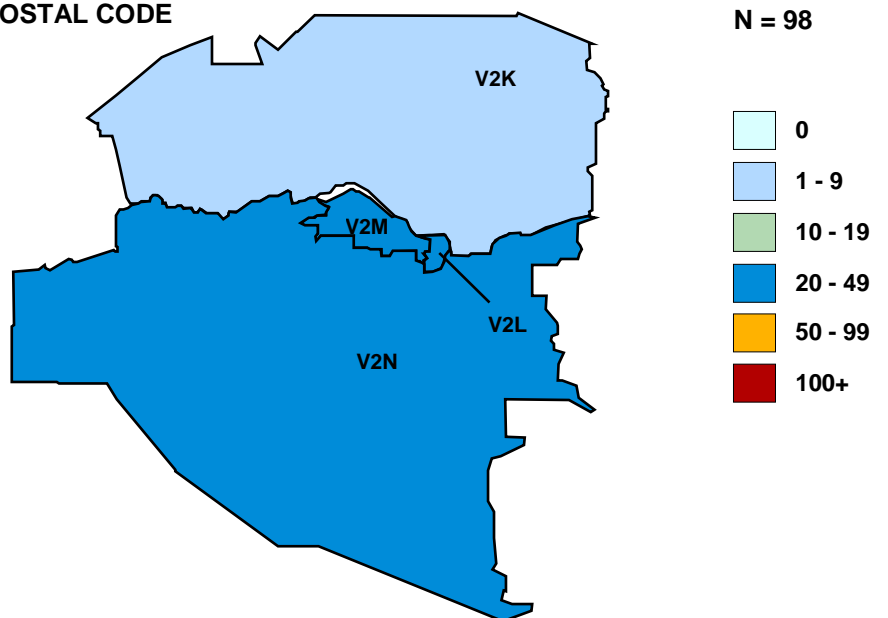 OSTAL CODE
N = 98
V2K
0
1 - 9
10 - 19
20 - 49
50 - 99
100+
V2M
V2L
V2N